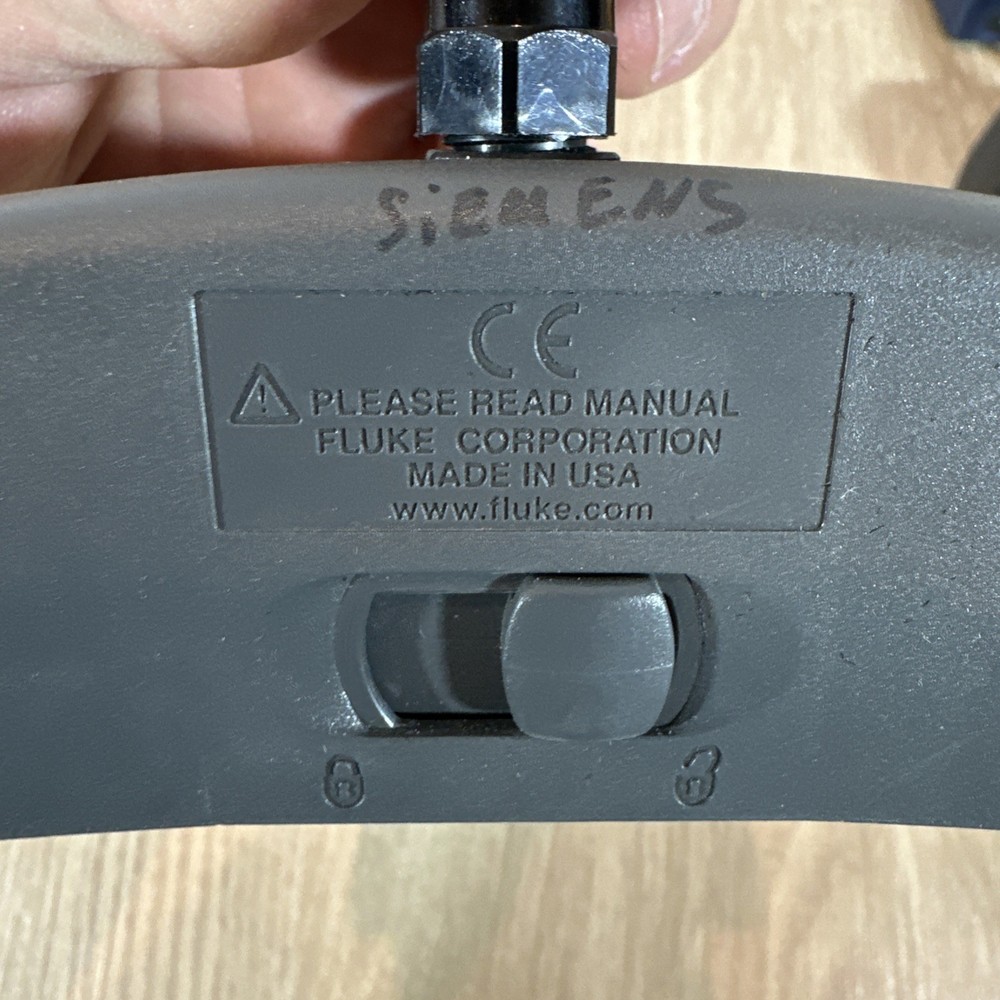 SiEMENS
CE
PLEASE READ MANUAL
FLUKE CORPORATION
MADE IN USA
www.fluke.com